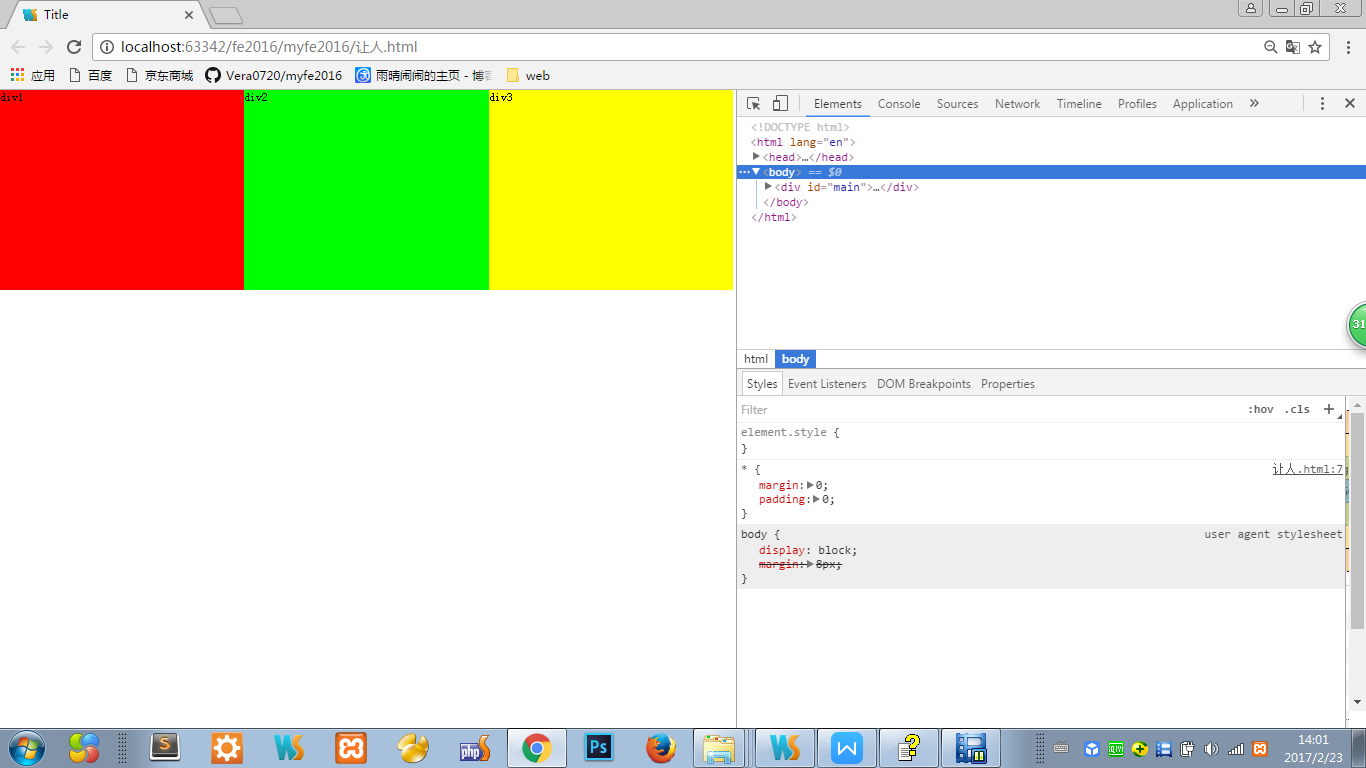 Title
localhost:63342/fe2016/myfe2016/让人.html
应用 百度 京东商城 Vera0720/myfe2016 雨晴闹闹的主页 - 博客 web
div1 div2 div3
Elements Console Sources Network Timeline Profiles Application »
<!DOCTYPE html>
<html lang="en">
<head>…</head>
<body> == $0
<div id="main">…</div>
</body>
</html>
html body
Styles Event Listeners DOM Breakpoints Properties
Filter :hov .cls +
element.style {
}
* { 让人.html:7
margin: 0;
padding: 0;
}
body { user agent stylesheet
display: block;
margin: 8px;
}
31
14:01
2017/2/23